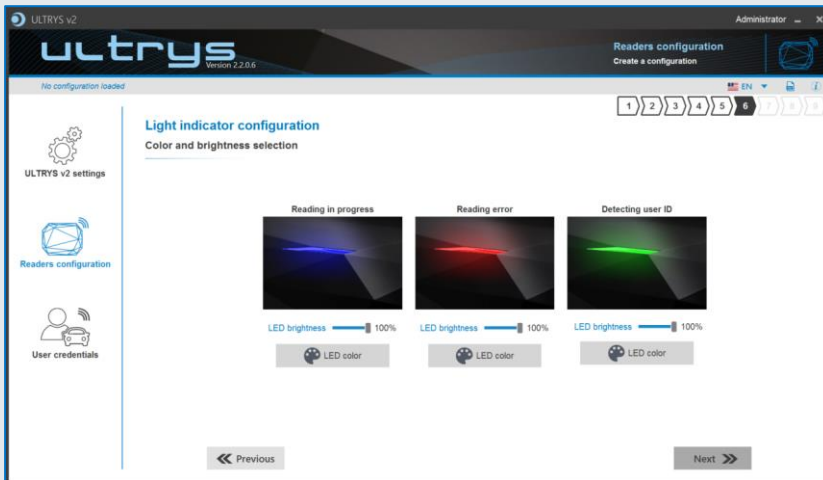 ULTRYS v2
Administrator
ultrys
Version 2.2.0.6
Readers configuration
Create a configuration
No configuration loaded
EN
1 2 3 4 5 6 7 8 9
Light indicator configuration
Color and brightness selection
ULTRYS v2 settings
Readers configuration
User credentials
Reading in progress
Reading error
Detecting user ID
LED brightness 100%
LED brightness 100%
LED brightness 100%
LED color
LED color
LED color
Previous
Next